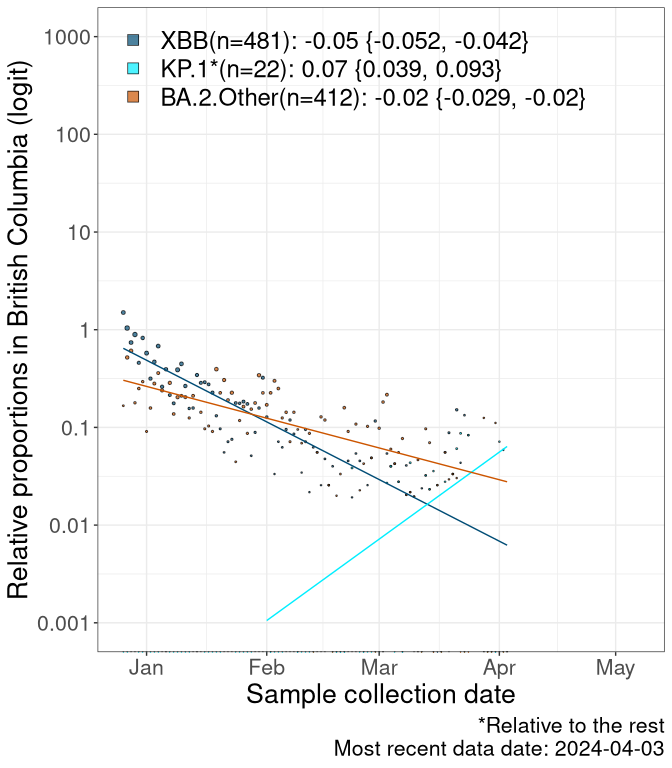 Relative proportions in British Columbia (logit)
1000
100
10
1
0.1
0.01
0.001
XBB(n=481): -0.05 {-0.052, -0.042}
KP.1*(n=22): 0.07 {0.039, 0.093}
BA.2.Other(n=412): -0.02 {-0.029, -0.02}
Jan Feb Mar Apr May
Sample collection date
*Relative to the rest
Most recent data date: 2024-04-03